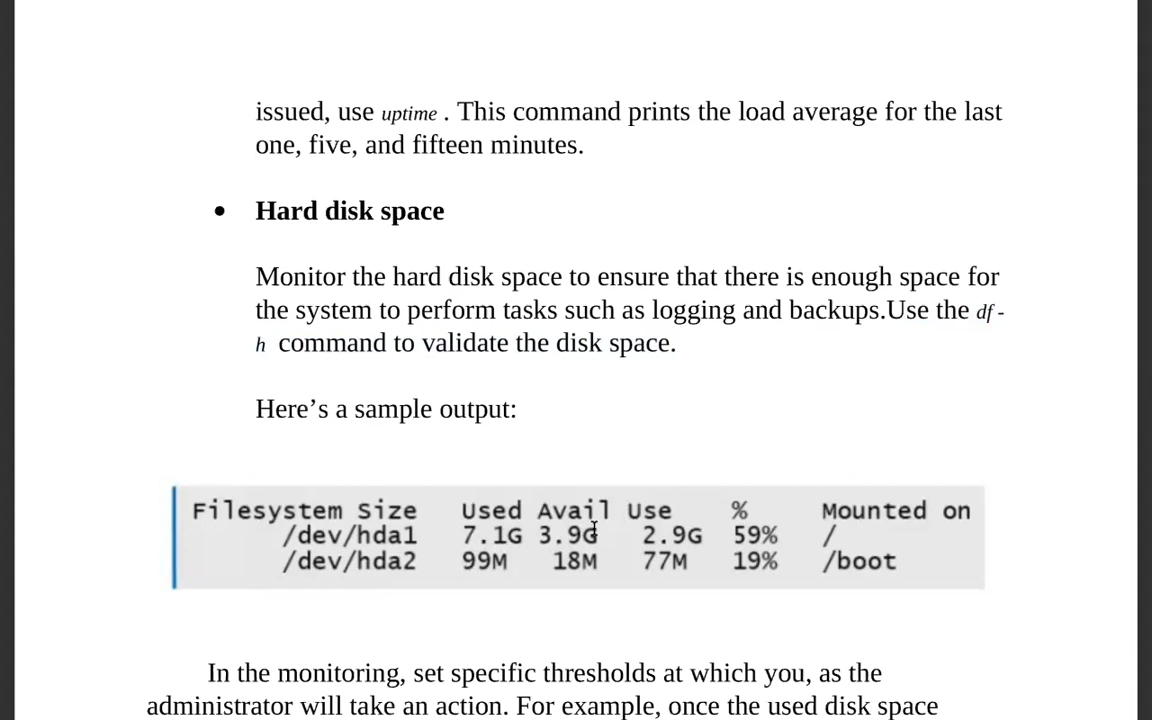 issued, use uptime . This command prints the load average for the last
one, five, and fifteen minutes.
• Hard disk space
Monitor the hard disk space to ensure that there is enough space for
the system to perform tasks such as logging and backups.Use the df -
h command to validate the disk space.
Here’s a sample output:
Filesystem Size Used Avail Use % Mounted on
/dev/hda1 7.1G 3.9G 2.9G 59% /
/dev/hda2 99M 18M 77M 19% /boot
In the monitoring, set specific thresholds at which you, as the
administrator will take an action. For example, once the used disk space